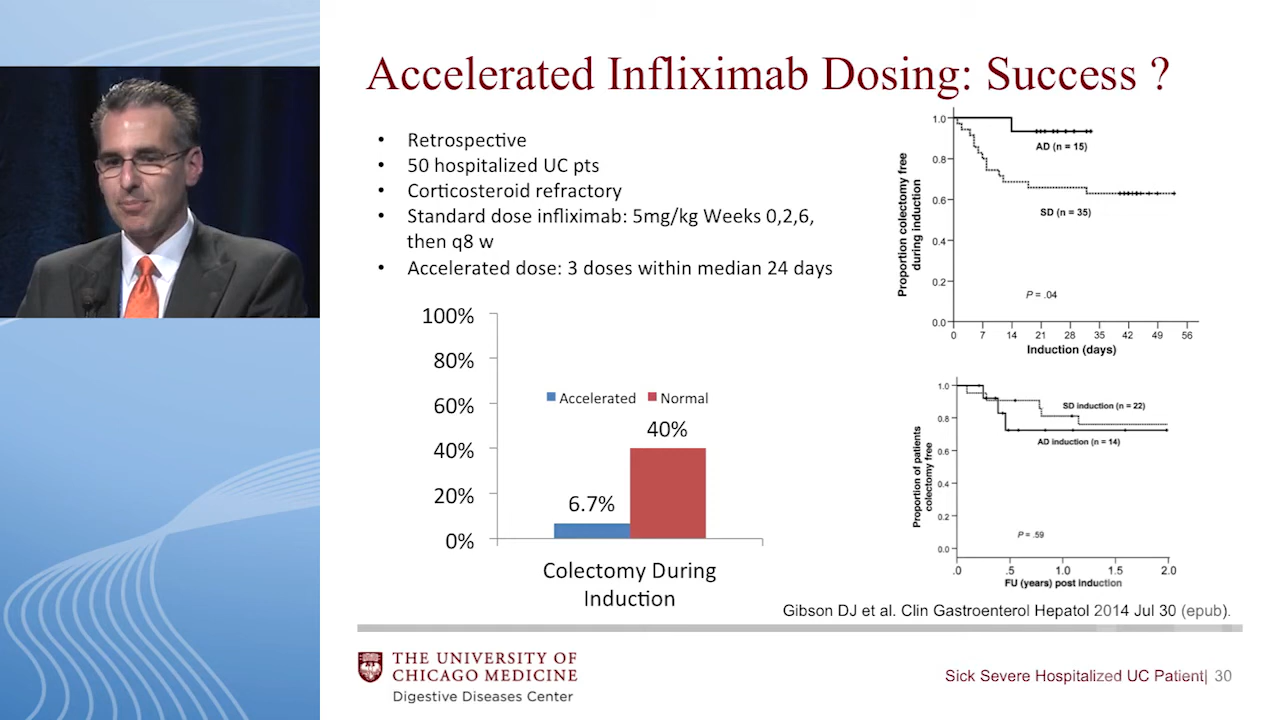 Accelerated Infliximab Dosing: Success ?
• Retrospective
• 50 hospitalized UC pts
• Corticosteroid refractory
• Standard dose infliximab: 5mg/kg Weeks 0,2,6,
then q8 w
• Accelerated dose: 3 doses within median 24 days
100%
80%
60%
40%
20%
0%
Accelerated Normal
40%
6.7%
Colectomy During
Induction
Proportion colectomy free
during induction
1.0
0.8
0.6
0.4
0.2
0.0
AD (n = 15)
SD (n = 35)
P = .04
0 7 14 21 28 35 42 49 56
Induction (days)
Proportion of patients
colectomy free
1.0
0.8
0.6
0.4
0.2
0.0
SD induction (n = 22)
AD induction (n = 14)
P = .59
.0 .5 1.0 1.5 2.0
FU (years) post induction
Gibson DJ et al. Clin Gastroenterol Hepatol 2014 Jul 30 (epub).
THE UNIVERSITY OF
CHICAGO MEDICINE
Digestive Diseases Center
Sick Severe Hospitalized UC Patient| 30